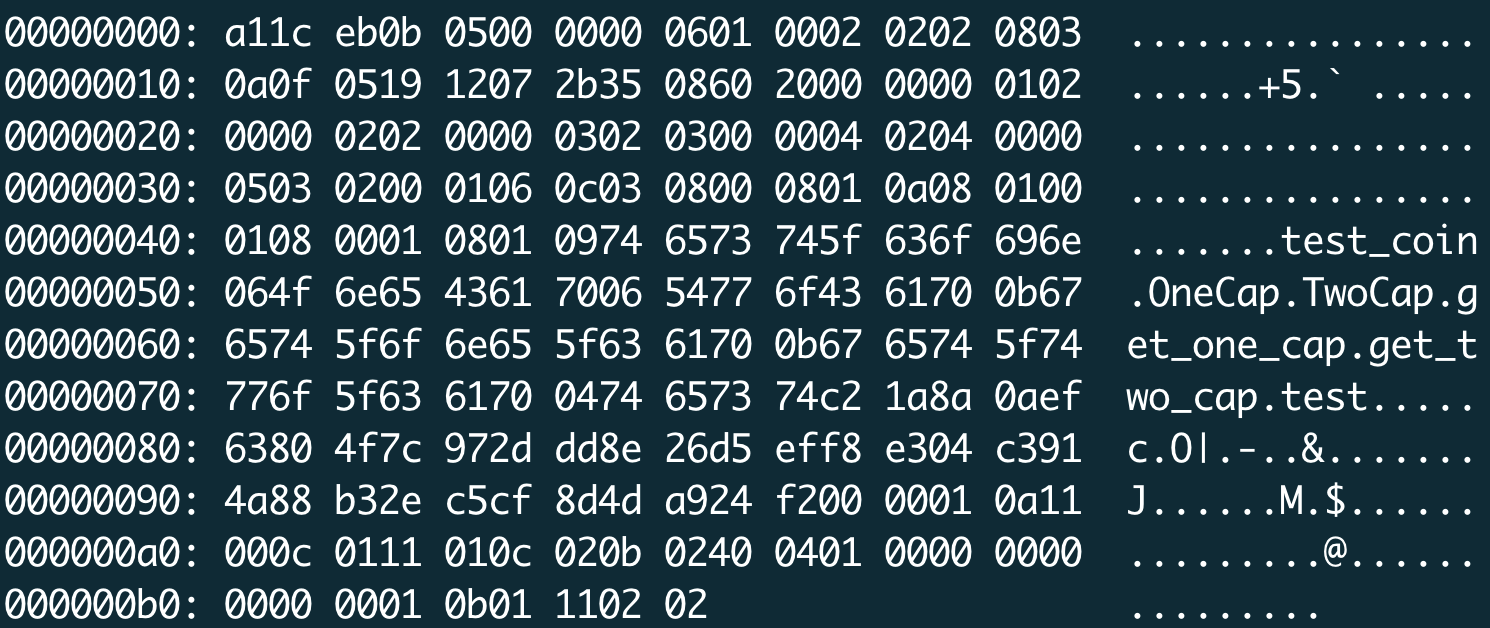 00000000: a11c eb0b 0500 0000 0601 0002 0202 0803 ................
00000010: 0a0f 0519 1207 2b35 0860 2000 0000 0102 ......+5.` .....
00000020: 0000 0202 0000 0302 0300 0004 0204 0000 ................
00000030: 0503 0200 0106 0c03 0800 0801 0a08 0100 ................
00000040: 0108 0001 0801 0974 6573 745f 636f 696e .......test_coin
00000050: 064f 6e65 4361 7006 5477 6f43 6170 0b67 .OneCap.TwoCap.g
00000060: 6574 5f6f 6e65 5f63 6170 0b67 6574 5f74 et_one_cap.get_t
00000070: 776f 5f63 6170 0474 6573 74c2 1a8a 0aef wo_cap.test.....
00000080: 6380 4f7c 972d dd8e 26d5 eff8 e304 c391 c.O|.-..&.......
00000090: 4a88 b32e c5cf 8d4d a924 f200 0001 0a11 J......M.$......
000000a0: 000c 0111 010c 020b 0240 0401 0000 0000 .........@......
000000b0: 0000 0001 0b01 1102 02 .........